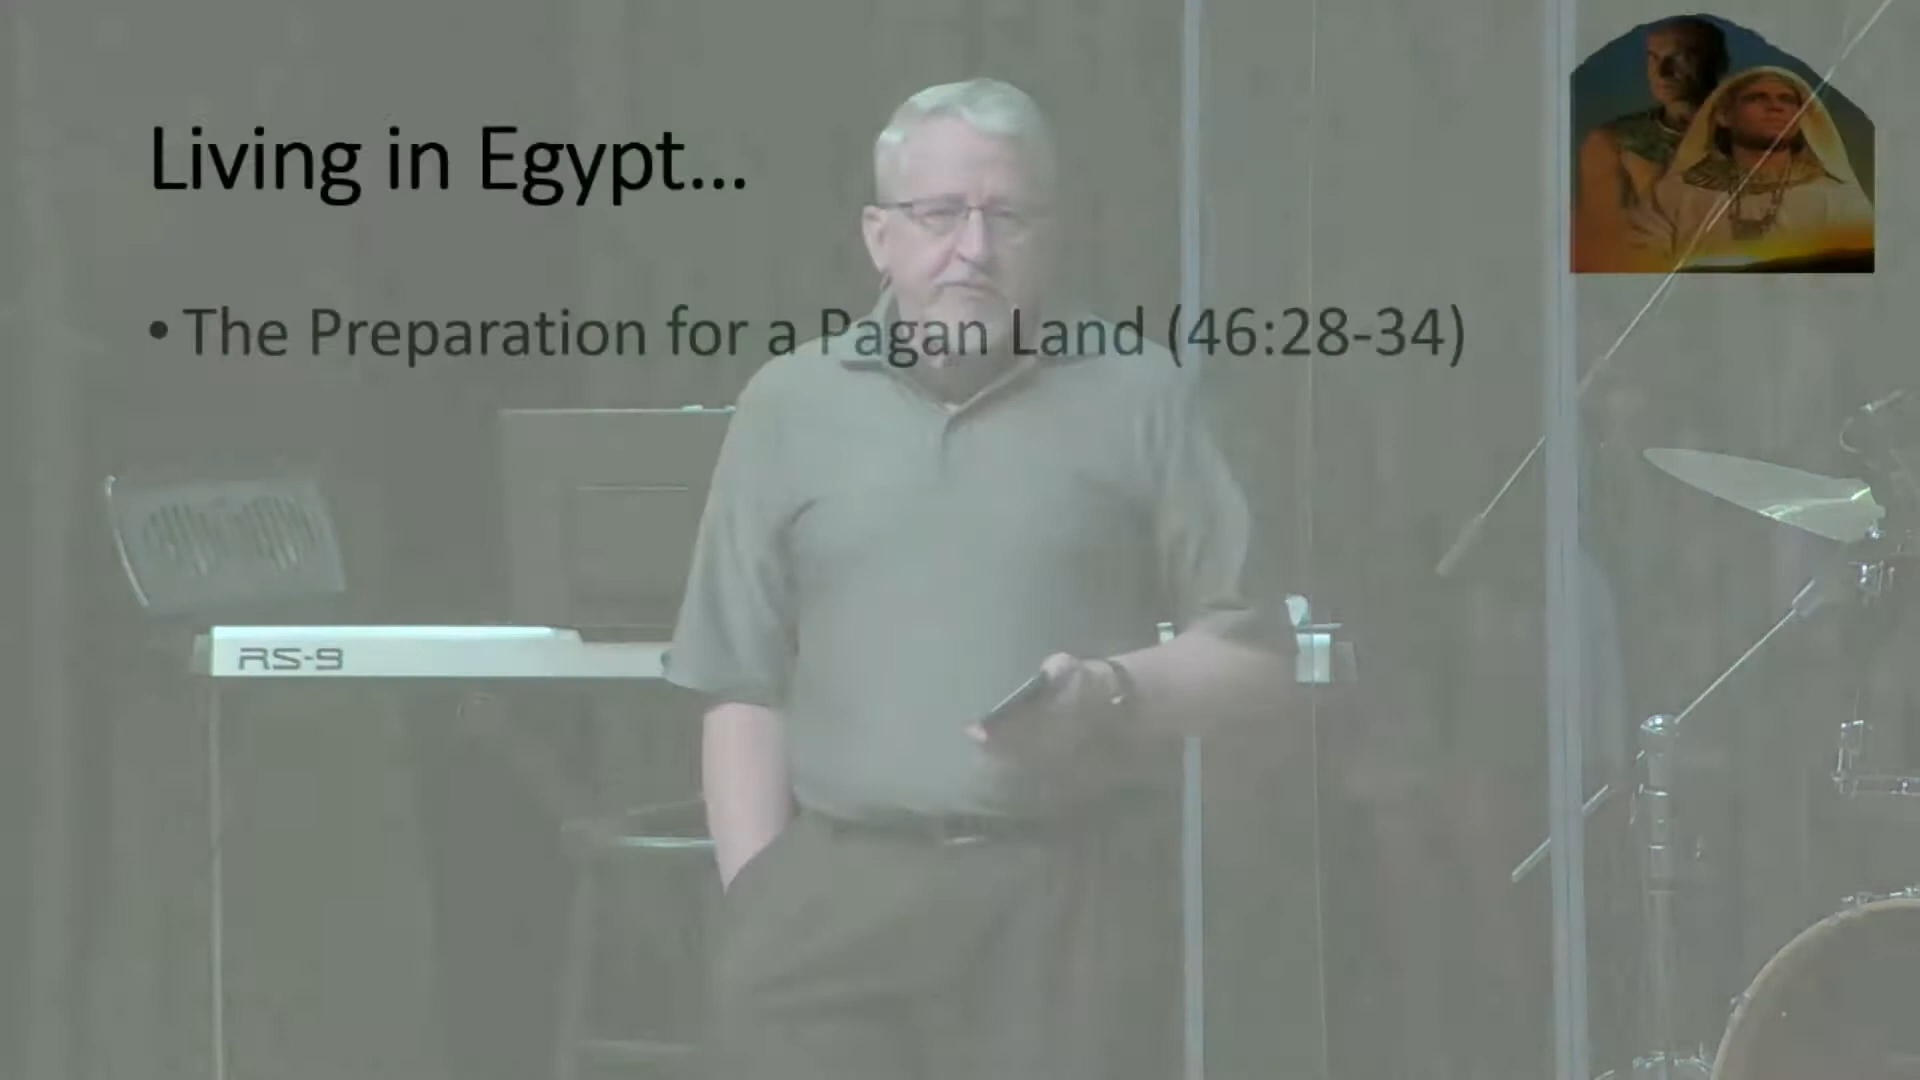 Living in Egypt...
• The Preparation for a Pagan Land (46:28-34)
RS-9